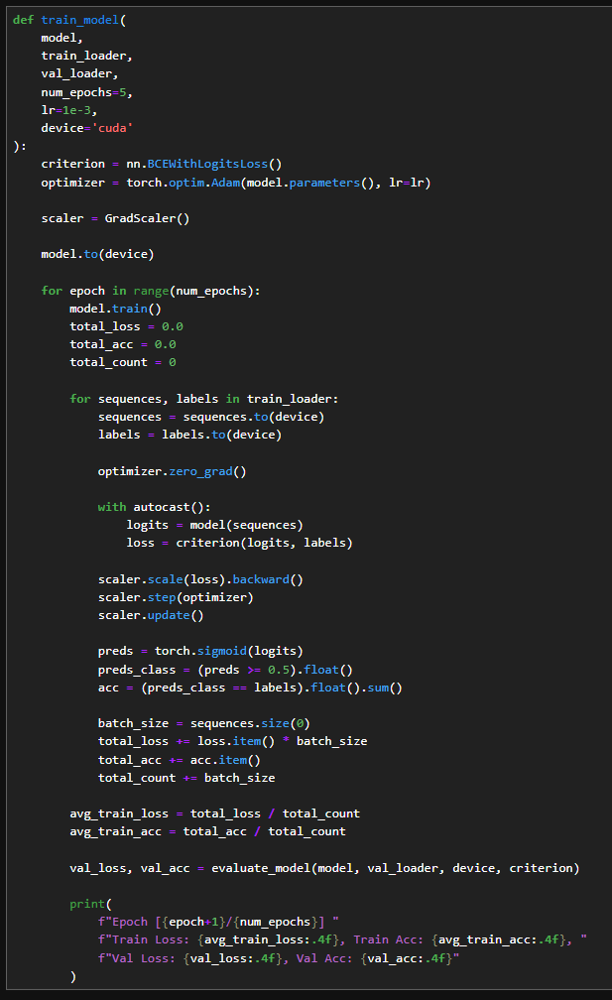 def train_model(
    model,
    train_loader,
    val_loader,
    num_epochs=5,
    lr=1e-3,
    device='cuda'
):
    criterion = nn.BCEWithLogitsLoss()
    optimizer = torch.optim.Adam(model.parameters(), lr=lr)

    scaler = GradScaler()

    model.to(device)

    for epoch in range(num_epochs):
        model.train()
        total_loss = 0.0
        total_acc = 0.0
        total_count = 0

        for sequences, labels in train_loader:
            sequences = sequences.to(device)
            labels = labels.to(device)

            optimizer.zero_grad()

            with autocast():
                logits = model(sequences)
                loss = criterion(logits, labels)

            scaler.scale(loss).backward()
            scaler.step(optimizer)
            scaler.update()

            preds = torch.sigmoid(logits)
            preds_class = (preds >= 0.5).float()
            acc = (preds_class == labels).float().sum()

            batch_size = sequences.size(0)
            total_loss += loss.item() * batch_size
            total_acc += acc.item()
            total_count += batch_size

        avg_train_loss = total_loss / total_count
        avg_train_acc = total_acc / total_count

        val_loss, val_acc = evaluate_model(model, val_loader, device, criterion)

        print(
            f"Epoch [{epoch+1}/{num_epochs}] "
            f"Train Loss: {avg_train_loss:.4f}, Train Acc: {avg_train_acc:.4f}, "
            f"Val Loss: {val_loss:.4f}, Val Acc: {val_acc:.4f}"
        )